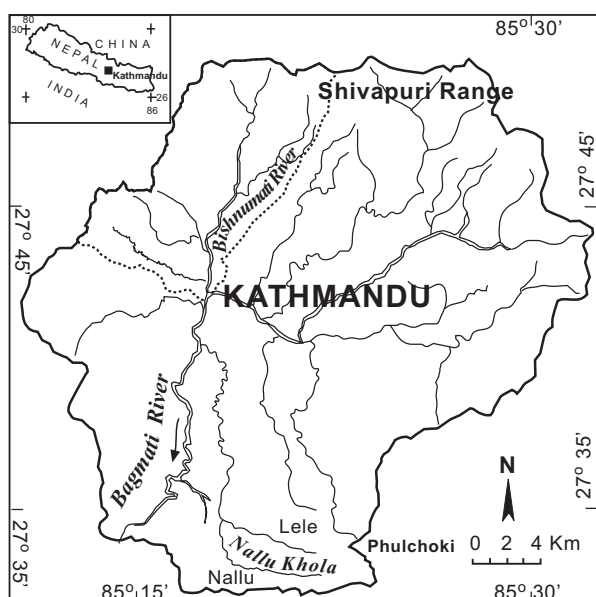 85° 30'
80
30
CHINA
NEPAL
Kathmandu
INDIA
26
86
Shivapuri Range
27° 45'
Bishnumati River
27° 45'
KATHMANDU
Bagmati River
27° 35'
N
Lele
Phulchoki
0 2 4 Km
Nallu Khola
Nallu
27° 35'
85° 15'
85° 30'